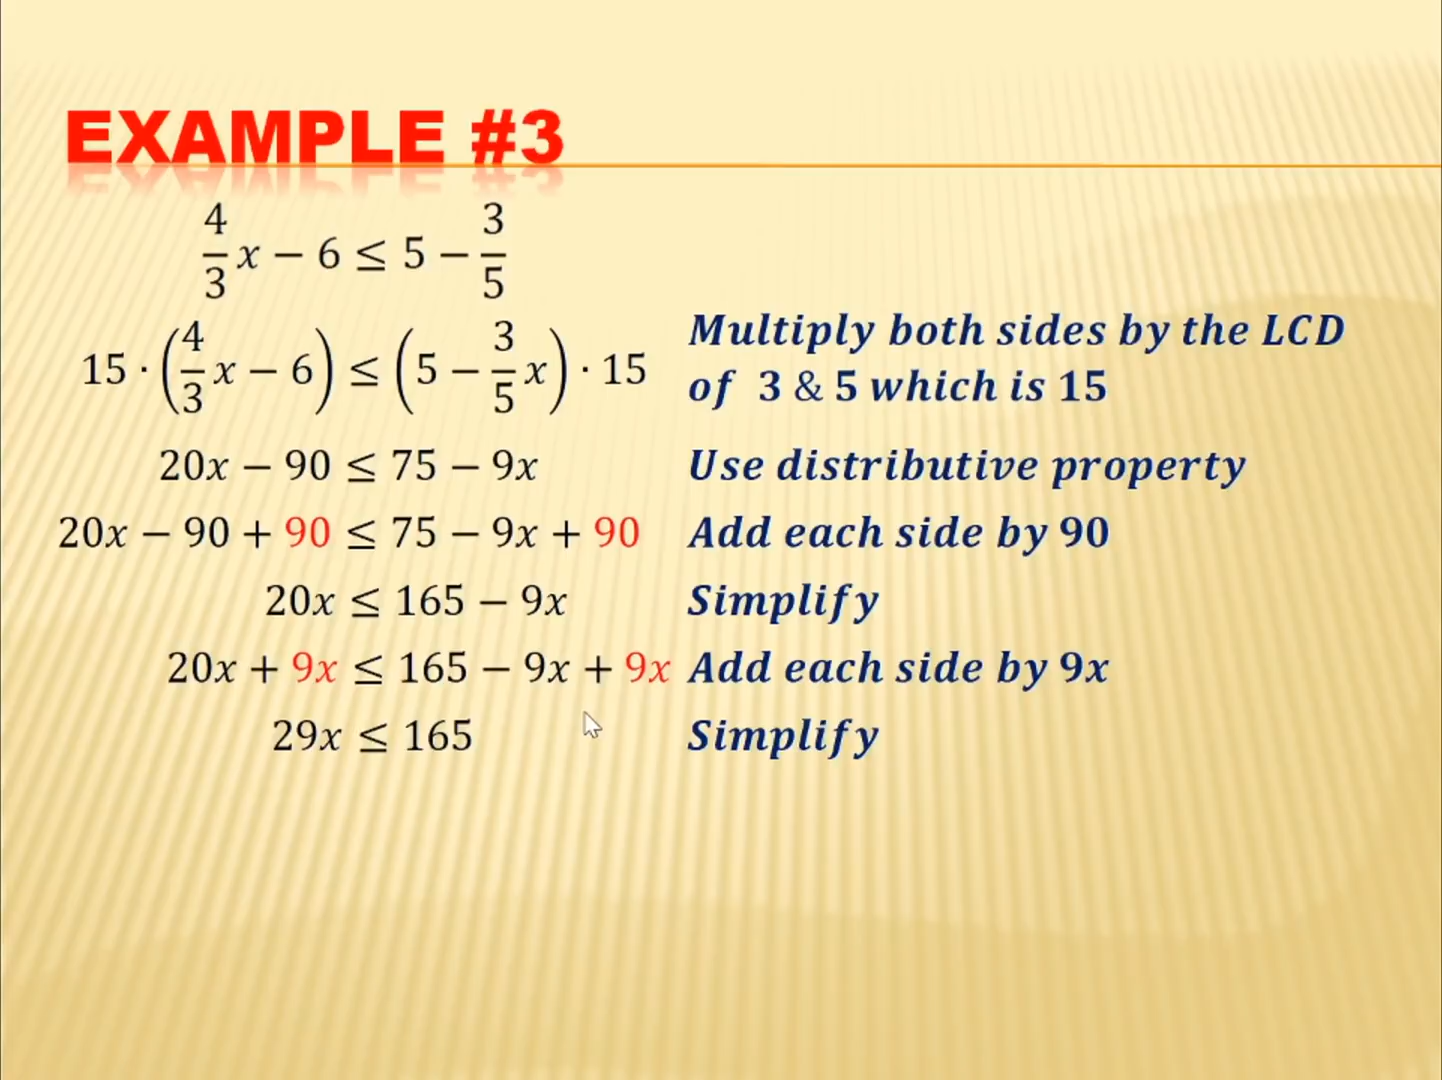 EXAMPLE #3
4/3 x − 6 ≤ 5 − 3/5
15 · (4/3 x − 6) ≤ (5 − 3/5 x) · 15 Multiply both sides by the LCD
of 3 & 5 which is 15
20x − 90 ≤ 75 − 9x Use distributive property
20x − 90 + 90 ≤ 75 − 9x + 90 Add each side by 90
20x ≤ 165 − 9x Simplify
20x + 9x ≤ 165 − 9x + 9x Add each side by 9x
29x ≤ 165 Simplify